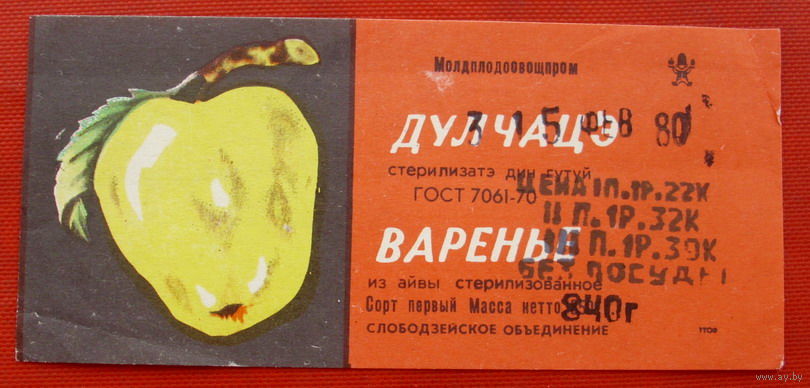 Молдплодоовощпром
3 15 ФЕВ 80
ДУЛЧАЦЭ
стерилизатэ дин гутуй
ГОСТ 7061-70
ЦЕНА I П. 1Р. 22К
II П. 1Р. 32К
III П. 1Р. 39К
БЕЗ ПОСУДЫ
ВАРЕНЬЕ
из айвы стерилизованное
Сорт первый Масса нетто 840г
СЛОБОДЗЕЙСКОЕ ОБЪЕДИНЕНИЕ
www.ay.by